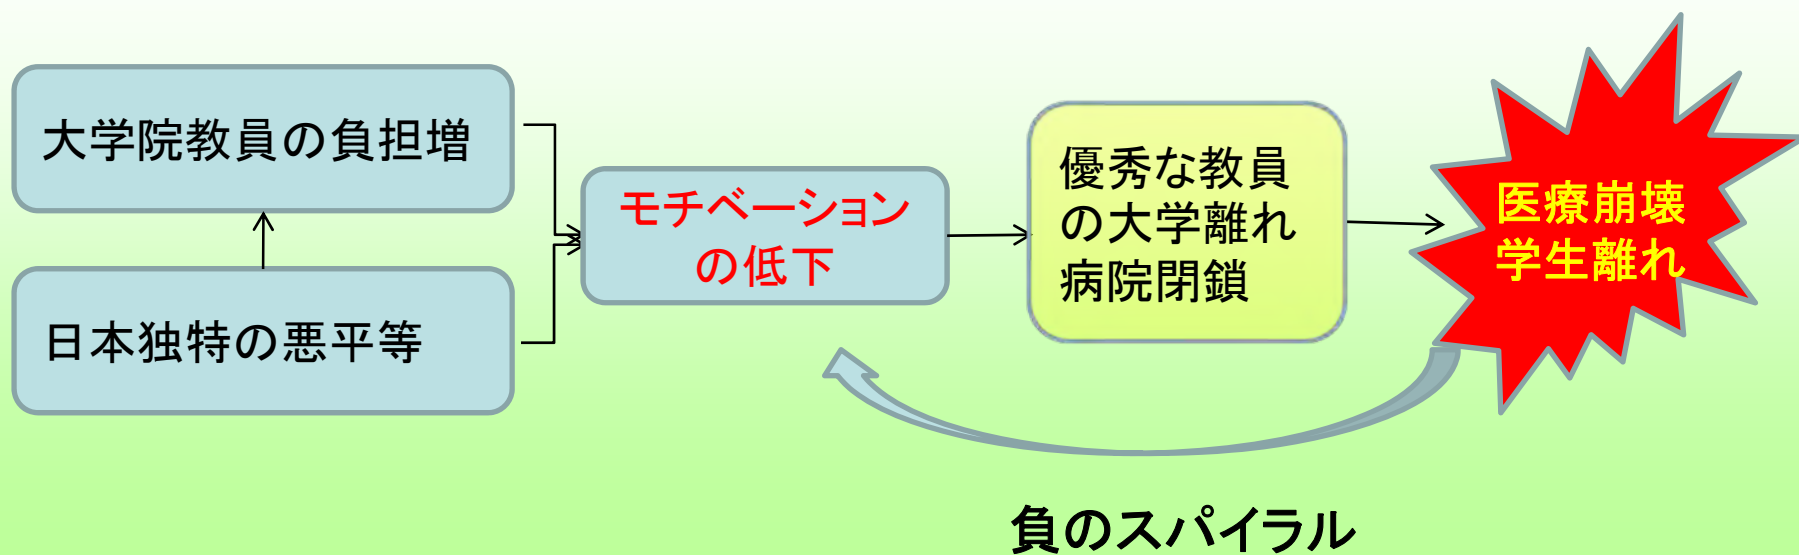 大学院教員の負担増
日本独特の悪平等
モチベーション
の低下
優秀な教員
の大学離れ
病院閉鎖
医療崩壊
学生離れ
負のスパイラル